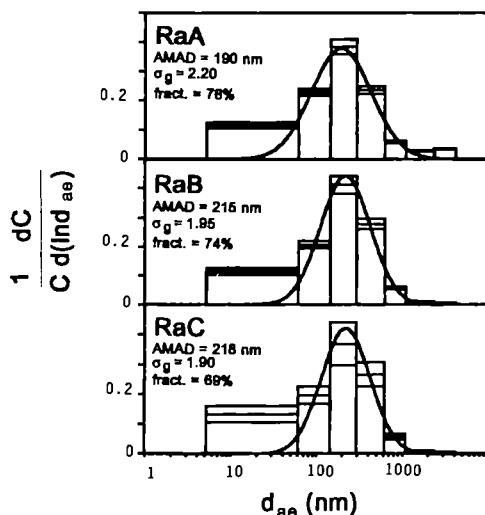 RaA
AMAD = 190 nm
σg = 2.20
fract. = 78%
0.2
0
RaB
AMAD = 215 nm
σg = 1.95
fract. = 74%
0.2
0
RaC
AMAD = 218 nm
σg = 1.90
fract. = 69%
0.2
0
1 dC
C d(lnd ae)
1 10 100 1000
d ae (nm)